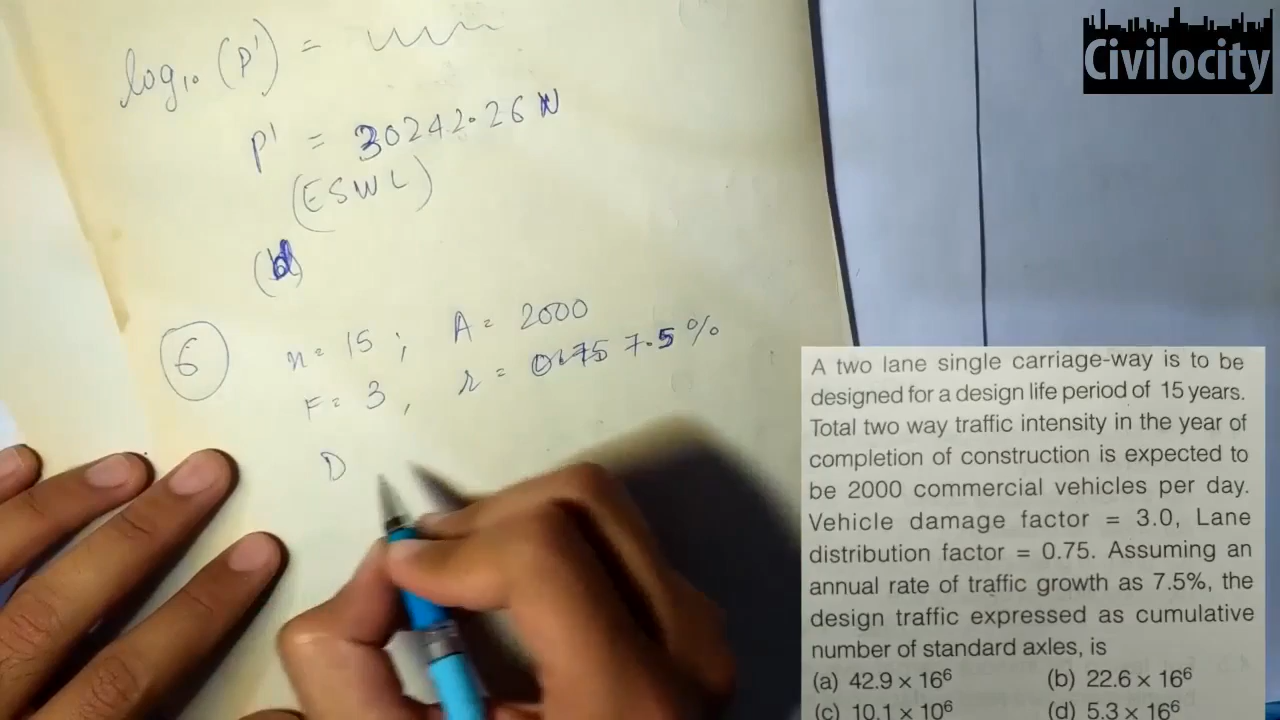 Civilocity
log₁₀ (P') =
P' = 30242.26 N
(ESWL)
(d)
6
n = 15 ; A = 2000
F = 3 , r = 7.5 %
D
A two lane single carriage-way is to be
designed for a design life period of 15 years.
Total two way traffic intensity in the year of
completion of construction is expected to
be 2000 commercial vehicles per day.
Vehicle damage factor = 3.0, Lane
distribution factor = 0.75. Assuming an
annual rate of traffic growth as 7.5%, the
design traffic expressed as cumulative
number of standard axles, is
(a) 42.9 × 16⁶ (b) 22.6 × 16⁶
(c) 10.1 × 10⁶ (d) 5.3 × 16⁶